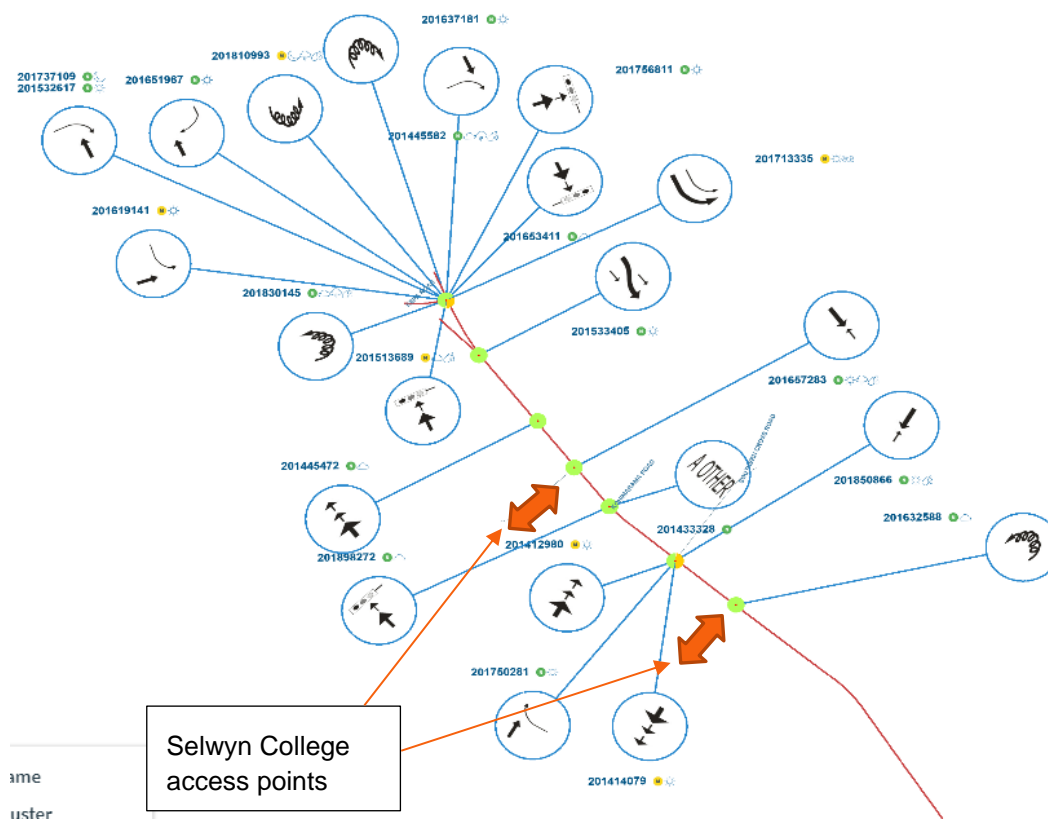 201637181
201810993 M
201756811 N
201737109 N
201532617 N
201651987 N
201445582 N
201713335 M
201619141 M
201653411 N
201830145
201533405
201513689 M
201657283
201445472
A OTHER
201850866
201433328
201632588
201412980 M
201898272
201750281
201414079 M
Selwyn College
access points
ame
uster